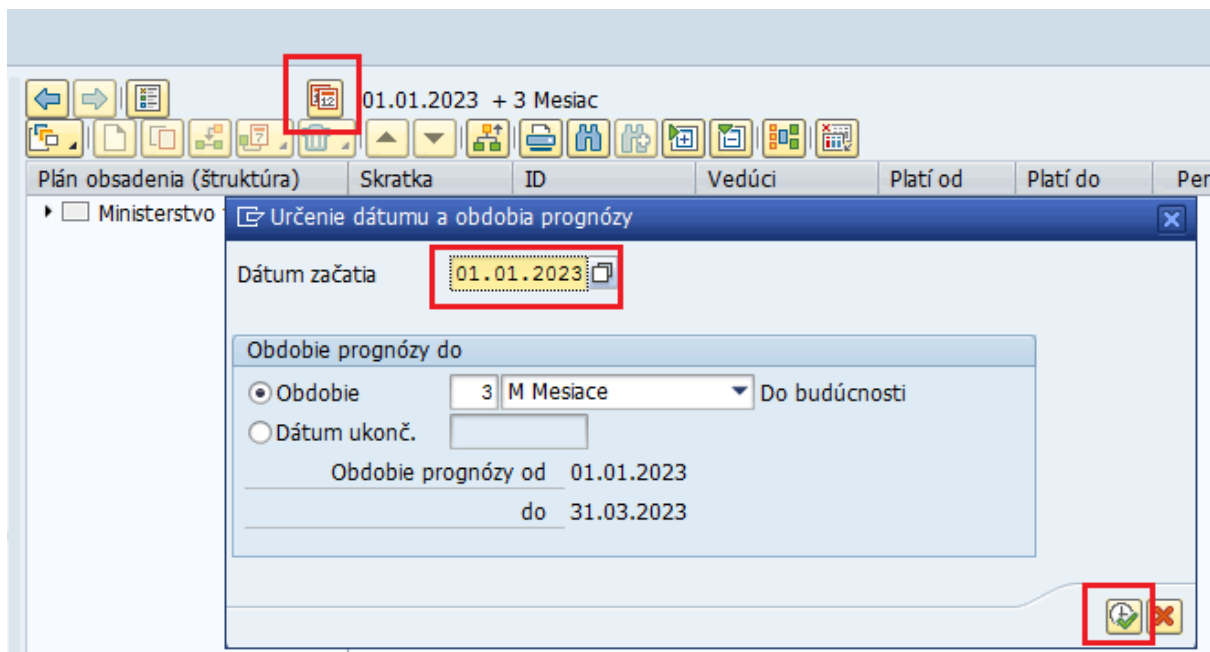 01.01.2023 + 3 Mesiac
Plán obsadenia (štruktúra) Skratka ID Vedúci Platí od Platí do Per
Ministerstvo
Určenie dátumu a obdobia prognózy
Dátum začatia 01.01.2023
Obdobie prognózy do
Obdobie 3 M Mesiace Do budúcnosti
Dátum ukonč.
Obdobie prognózy od 01.01.2023
do 31.03.2023